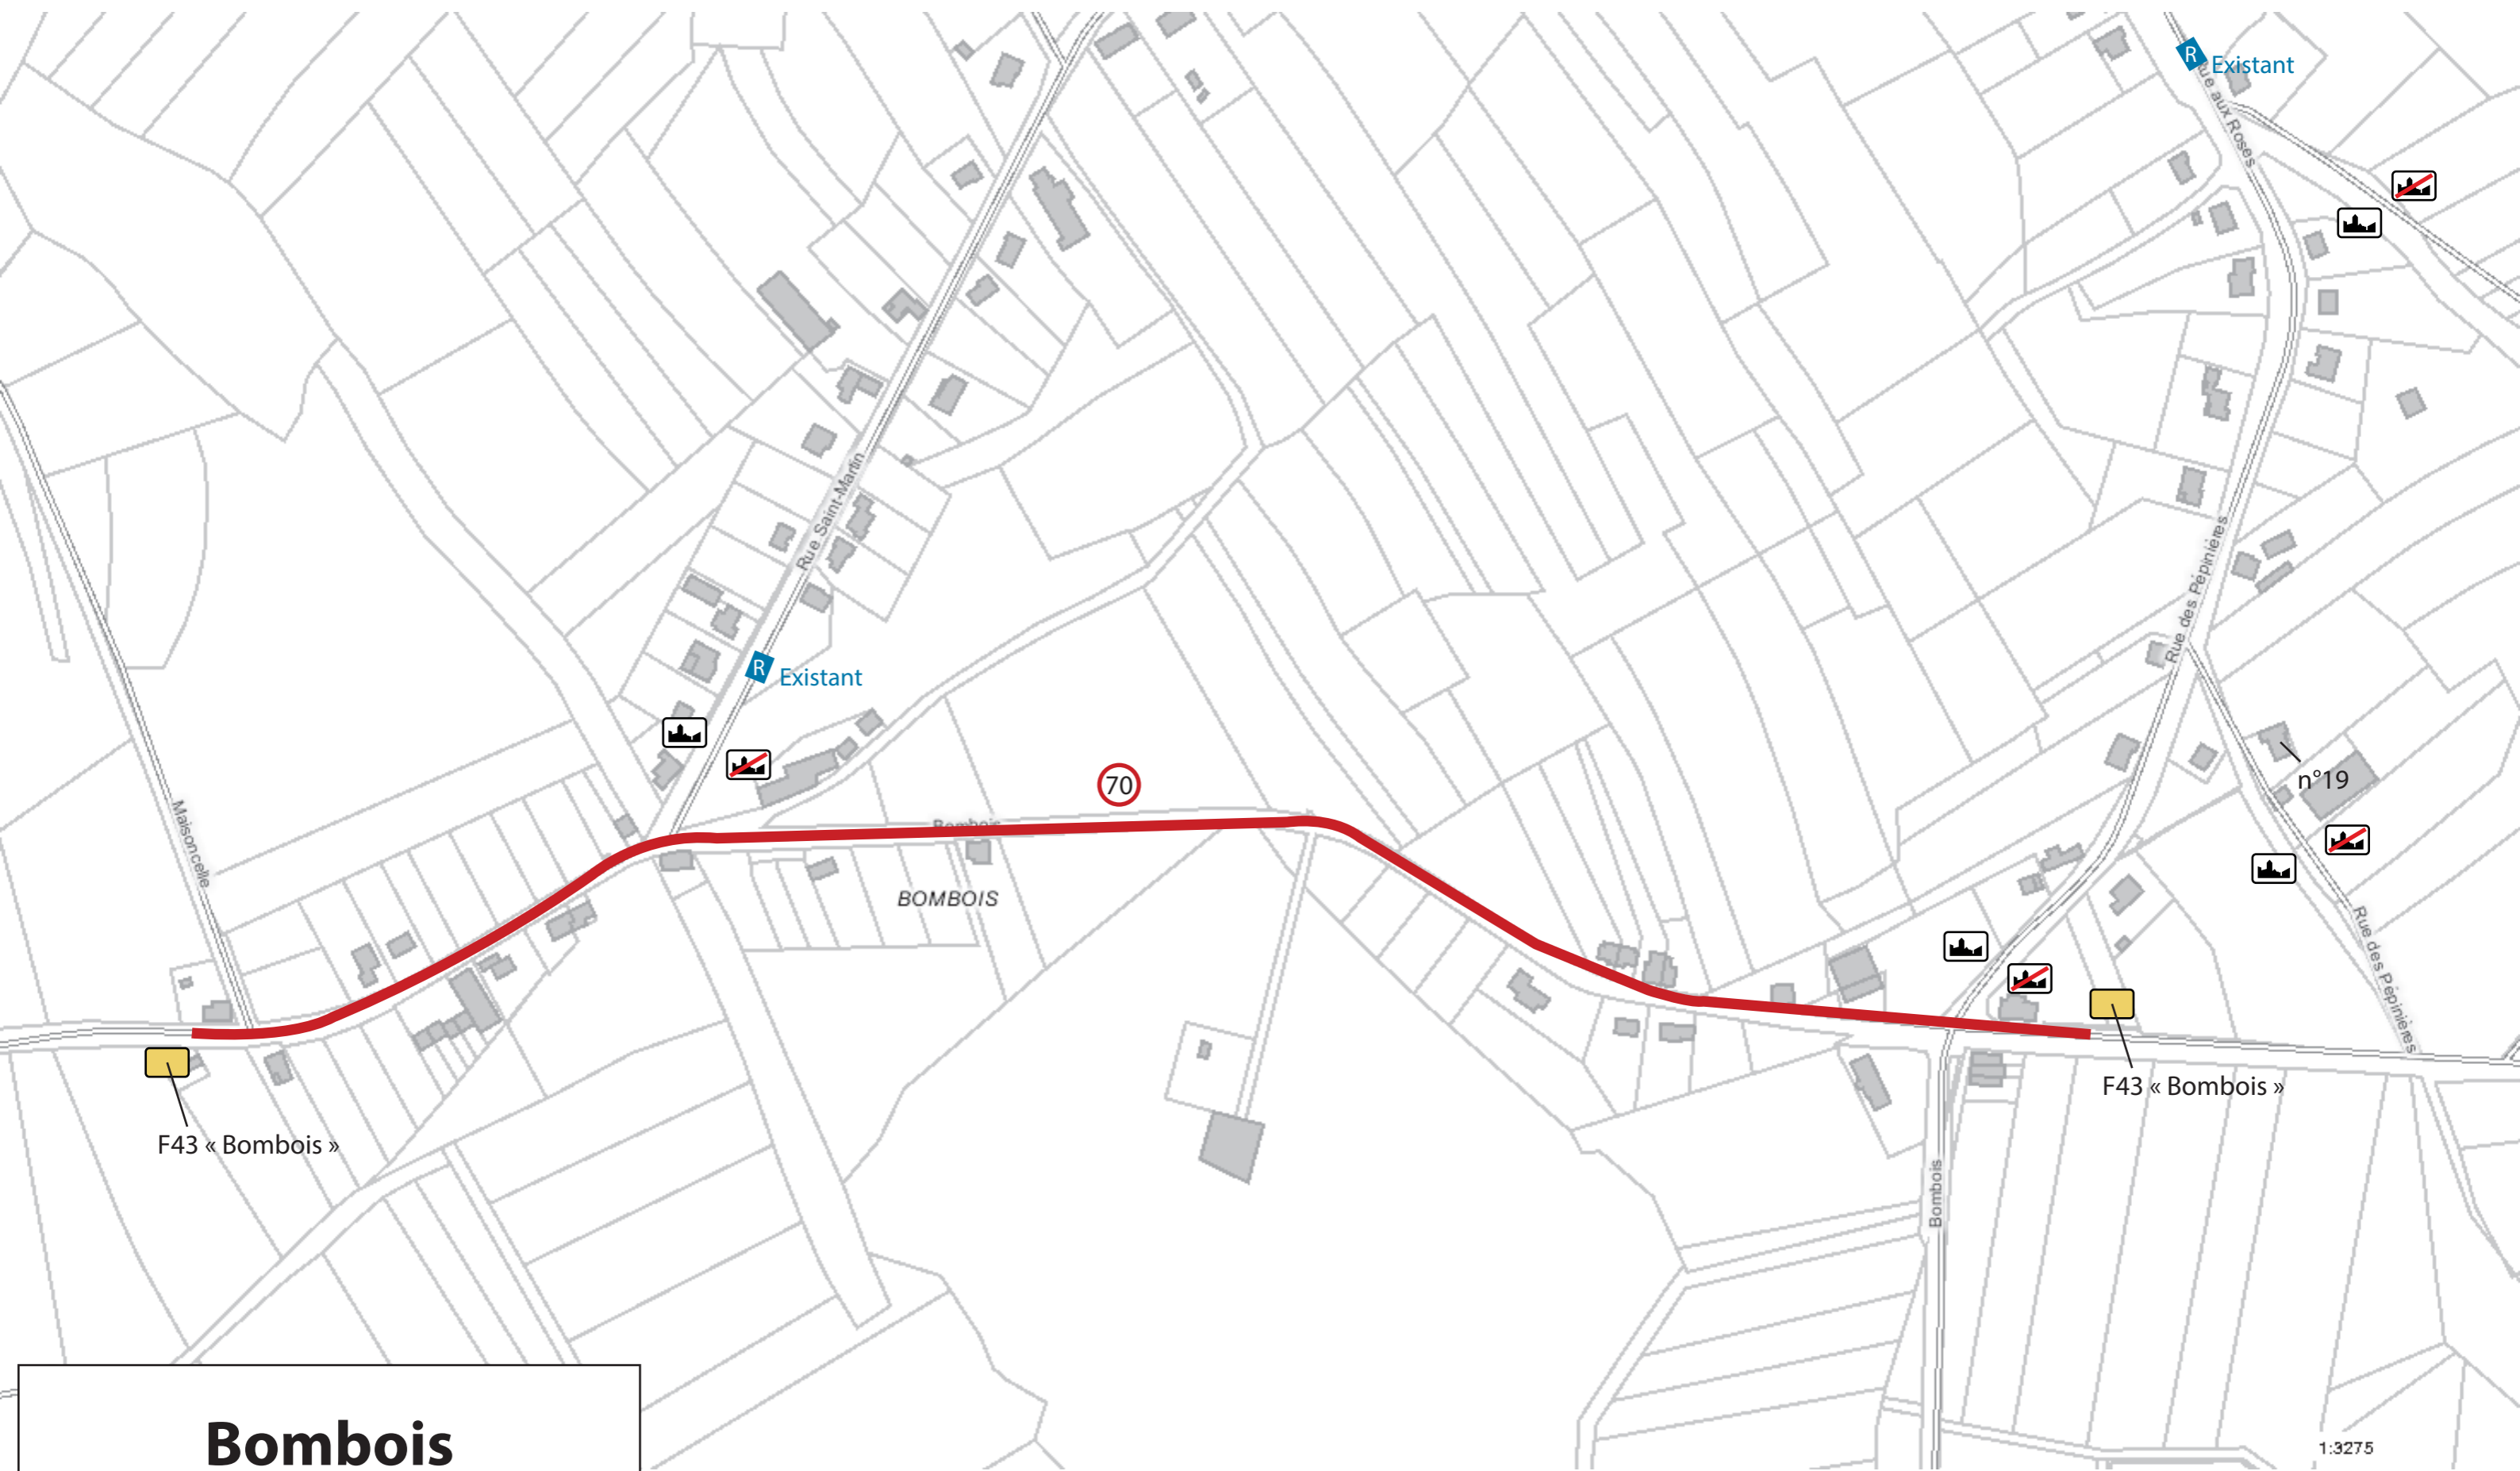 R
Existant
Rue aux Roses
Rue Saint-Martin
Rue des Pépinières
R
Existant
n°19
70
Maisoncelle
Bombois
BOMBOIS
Rue des Pépinières
F43 « Bombois »
F43 « Bombois »
Bombois
Bombois
1:3275